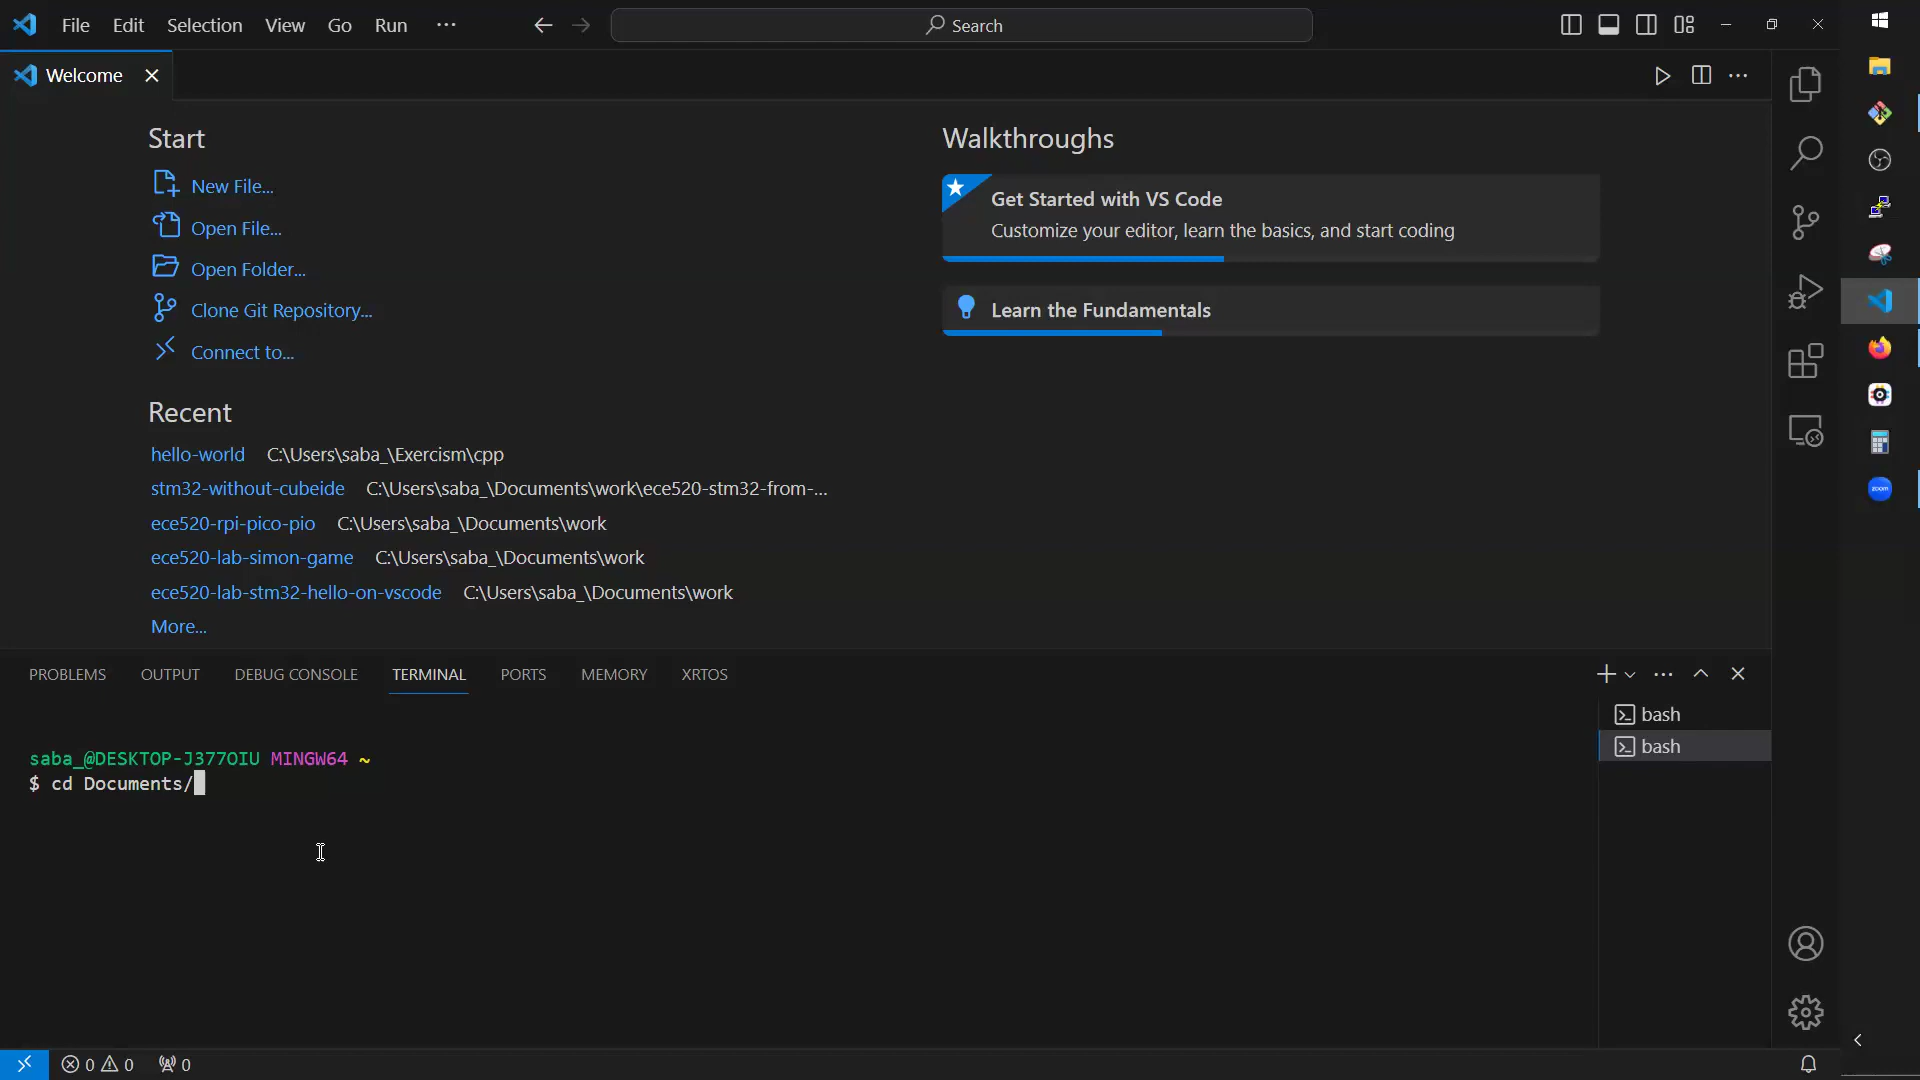 File Edit Selection View Go Run ···
Search
Welcome
Start
New File...
Open File...
Open Folder...
Clone Git Repository...
Connect to...
Recent
hello-world C:\Users\saba_\Exercism\cpp
stm32-without-cubeide C:\Users\saba_\Documents\work\ece520-stm32-from-...
ece520-rpi-pico-pio C:\Users\saba_\Documents\work
ece520-lab-simon-game C:\Users\saba_\Documents\work
ece520-lab-stm32-hello-on-vscode C:\Users\saba_\Documents\work
More...
Walkthroughs
Get Started with VS Code
Customize your editor, learn the basics, and start coding
Learn the Fundamentals
PROBLEMS OUTPUT DEBUG CONSOLE TERMINAL PORTS MEMORY XRTOS
saba_@DESKTOP-J377OIU MINGW64 ~
$ cd Documents/
bash
bash
0 0 0
zoom